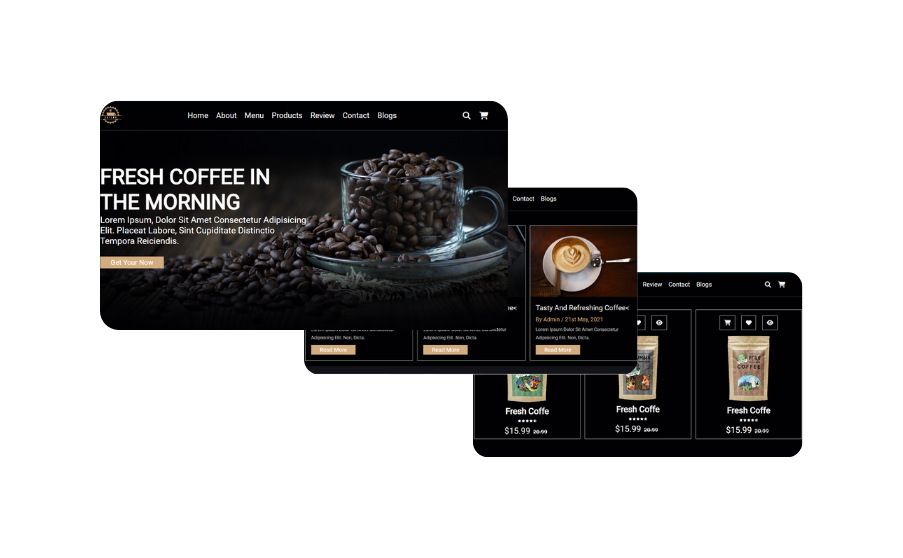 Home About Menu Products Review Contact Blogs
FRESH COFFEE IN
THE MORNING
Lorem Ipsum, Dolor Sit Amet Consectetur Adipisicing
Elit. Placeat Labore, Sint Cupiditate Distinctio
Tempora Reiciendis.
Get Your Now
Contact Blogs
Tasty And Refreshing Coffee<
By Admin / 21st May, 2021
Lorem Ipsum Dolor Sit Amet Consectetur
Adipisicing Elit. Non, Dicta.
Read More
Adipisicing Elit. Non, Dicta.
Read More
Adipisicing Elit. Non, Dicta.
Read More
Review Contact Blogs
COFFEE
Fresh Coffe
$15.99 20.99
Fresh Coffe
$15.99 20.99
Fresh Coffe
$15.99 20.99